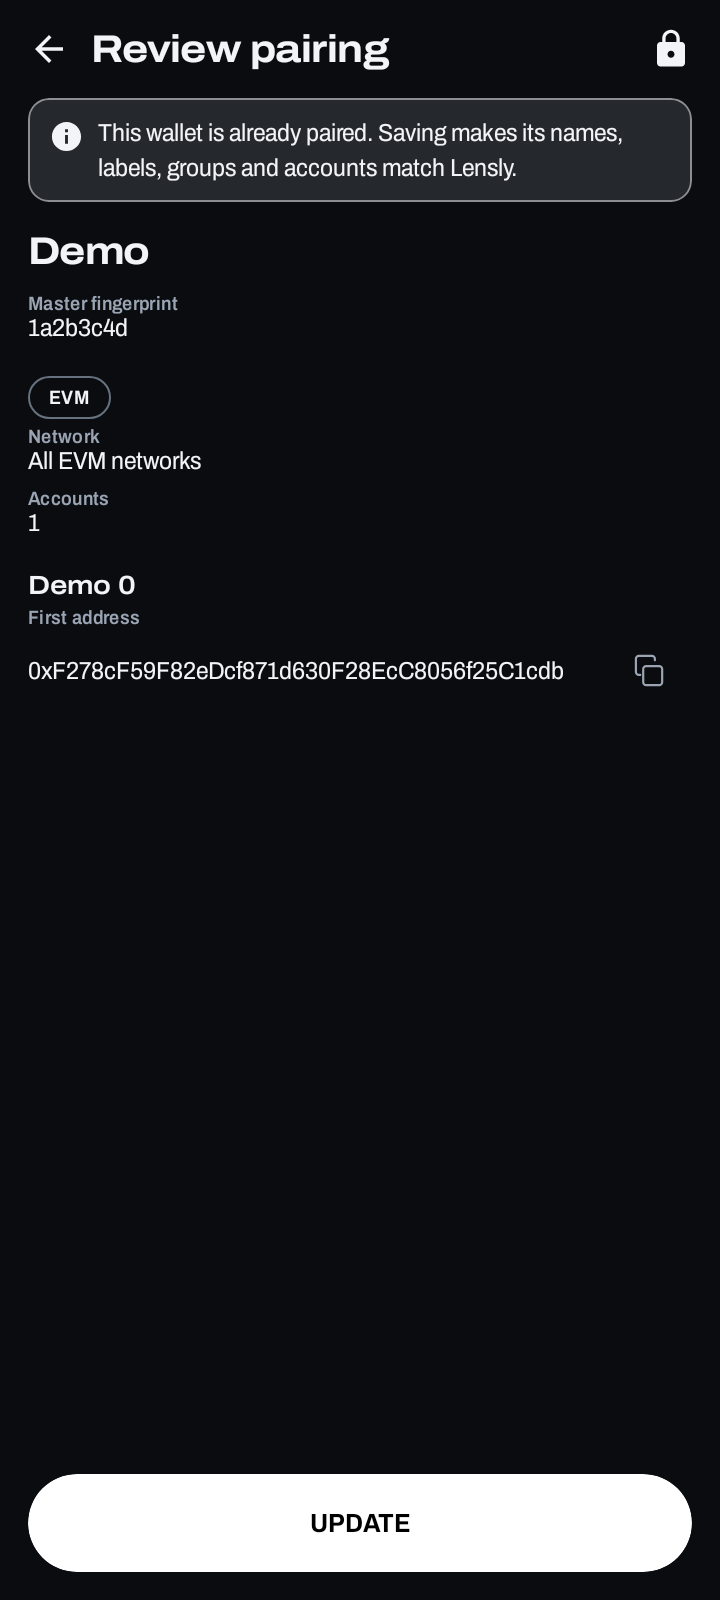 Review pairing
This wallet is already paired. Saving makes its names,
labels, groups and accounts match Lensly.
Demo
Master fingerprint
1a2b3c4d
EVM
Network
All EVM networks
Accounts
1
Demo 0
First address
0xF278cF59F82eDcf871d630F28EcC8056f25C1cdb
UPDATE